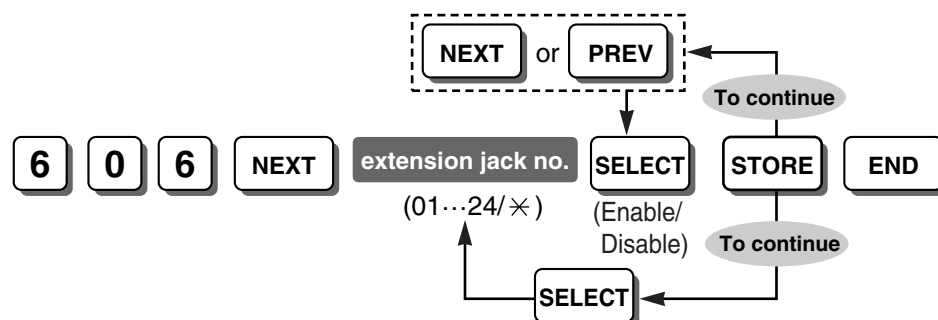 NEXT or PREV
To continue
6 0 6 NEXT extension jack no. SELECT STORE END
(01···24/✳)
(Enable/
Disable)
To continue
SELECT